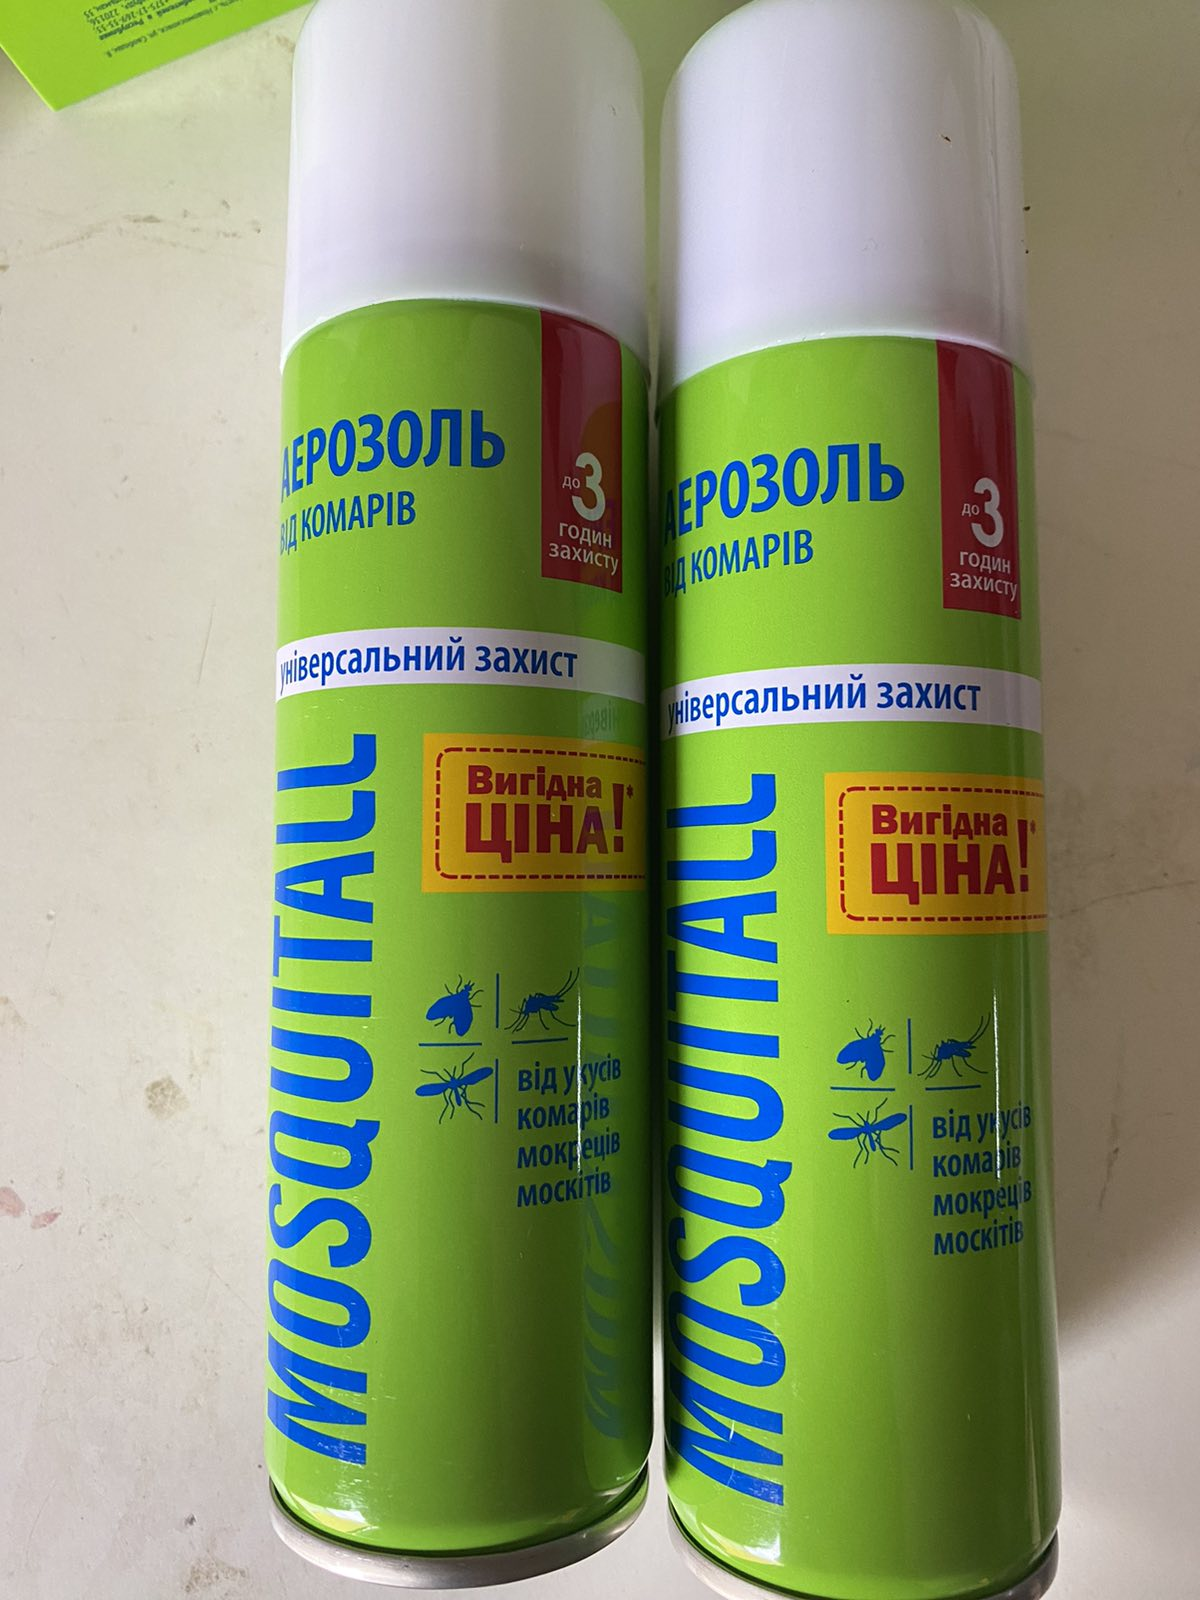 АЕРОЗОЛЬ
ВІД КОМАРІВ
до 3
ГОДИН
ЗАХИСТУ
універсальний захист
Вигідна
ЦІНА!*
MOSQUITALL
від укусів
комарів
мокреців
москітів
АЕРОЗОЛЬ
ВІД КОМАРІВ
до 3
ГОДИН
ЗАХИСТУ
універсальний захист
Вигідна
ЦІНА!*
MOSQUITALL
від укусів
комарів
мокреців
москітів